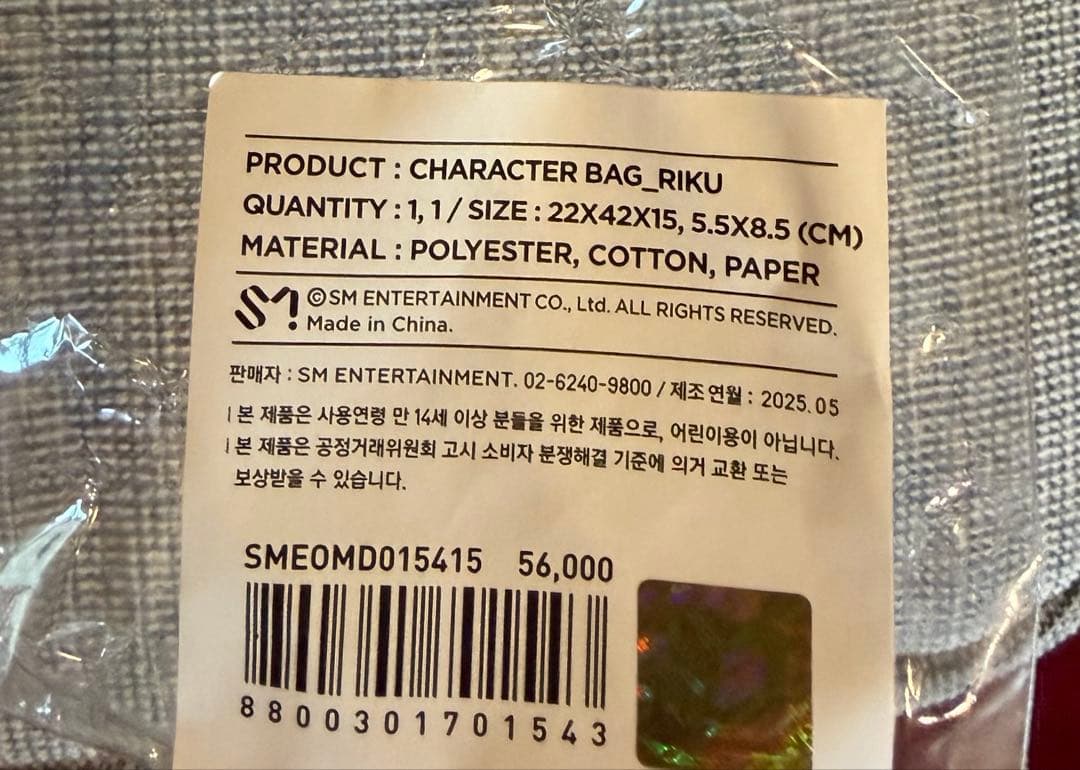 PRODUCT : CHARACTER BAG_RIKU
QUANTITY : 1, 1 / SIZE : 22X42X15, 5.5X8.5 (CM)
MATERIAL : POLYESTER, COTTON, PAPER
SM ©SM ENTERTAINMENT CO., Ltd. ALL RIGHTS RESERVED.
Made in China.
판매자 : SM ENTERTAINMENT. 02-6240-9800 / 제조연월 : 2025.05
| 본 제품은 사용연령 만 14세 이상 분들을 위한 제품으로, 어린이용이 아닙니다.
| 본 제품은 공정거래위원회 고시 소비자 분쟁해결 기준에 의거 교환 또는
보상받을 수 있습니다.
SMEOMD015415 56,000
8800301701543